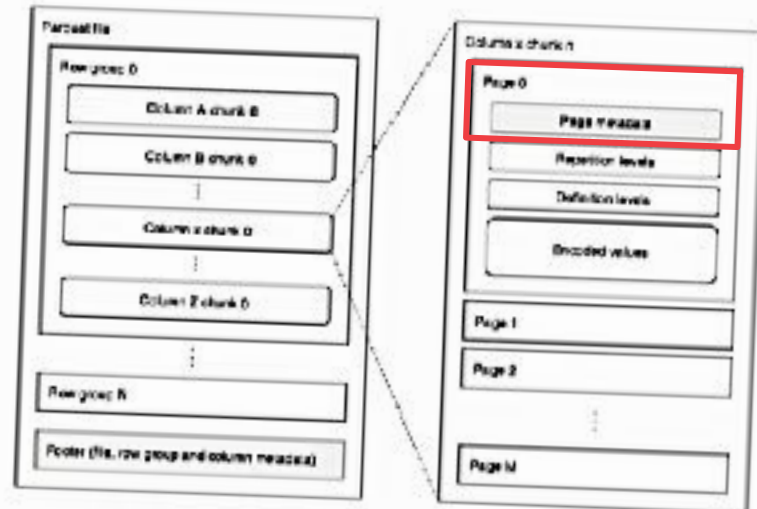 Parquet file
Row group 0
Column A chunk 0
Column B chunk 0
Column x chunk 0
Column Z chunk 0
Row group N
Footer (file, row group and column metadata)
Column x chunk n
Page 0
Page metadata
Repetition levels
Definition levels
Encoded values
Page 1
Page 2
Page M